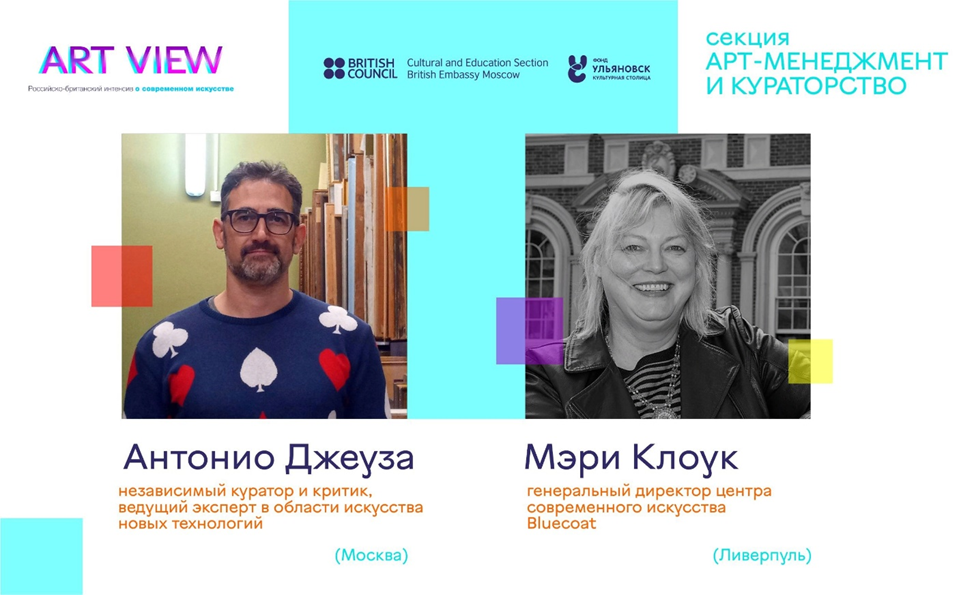 ART VIEW
Российско-британский интенсив о современном искусстве
BRITISH COUNCIL
Cultural and Education Section
British Embassy Moscow
ФОНД
УЛЬЯНОВСК
КУЛЬТУРНАЯ СТОЛИЦА
секция
АРТ-МЕНЕДЖМЕНТ
И КУРАТОРСТВО
Антонио Джеуза
независимый куратор и критик,
ведущий эксперт в области искусства
новых технологий
(Москва)
Мэри Клоук
генеральный директор центра
современного искусства
Bluecoat
(Ливерпуль)